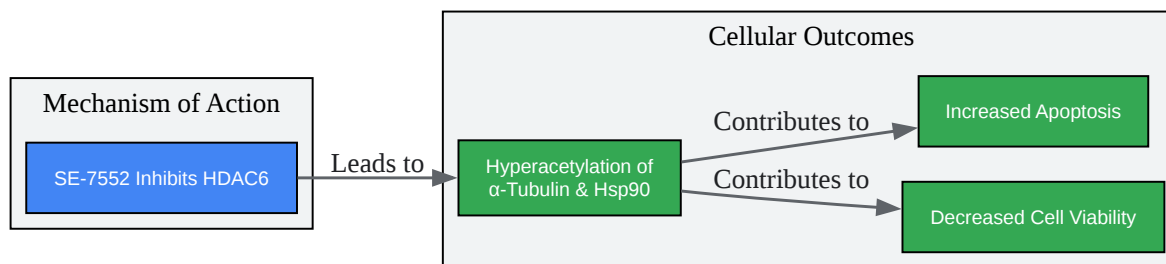 Cellular Outcomes
Mechanism of Action
SE-7552 Inhibits HDAC6
Leads to
Hyperacetylation of
α-Tubulin & Hsp90
Contributes to
Increased Apoptosis
Contributes to
Decreased Cell Viability